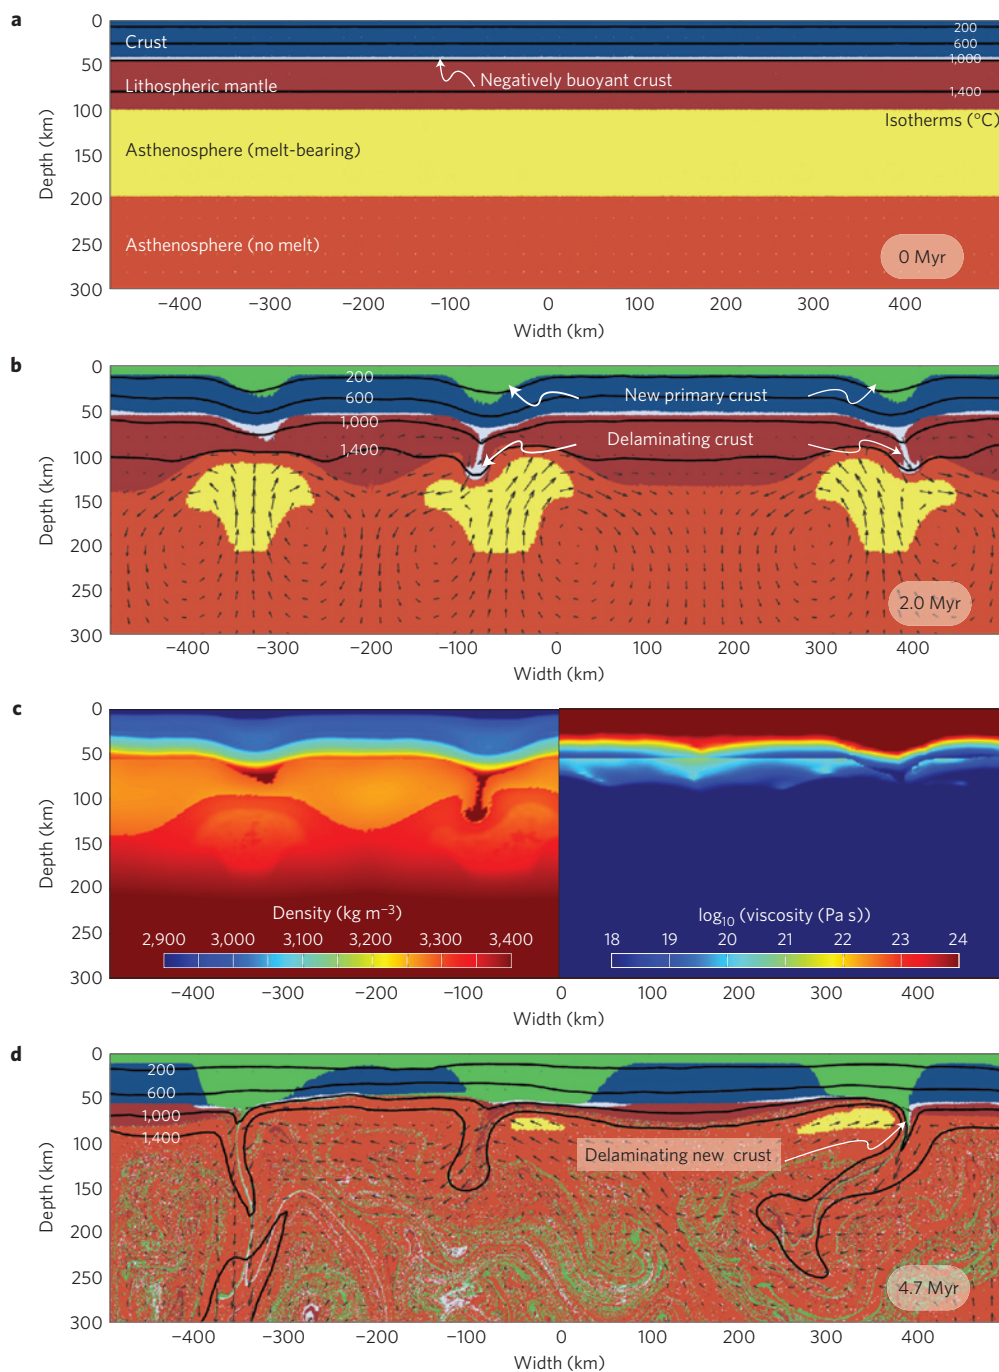 a
0
50
100
150
200
250
300
Depth (km)
Crust
200
600
1,000
Negatively buoyant crust
Lithospheric mantle
1,400
Isotherms (°C)
Asthenosphere (melt-bearing)
Asthenosphere (no melt)
0 Myr
−400 −300 −200 −100 0 100 200 300 400
Width (km)
b
0
50
100
150
200
250
300
Depth (km)
200
600
New primary crust
1,000
Delaminating crust
1,400
2.0 Myr
−400 −300 −200 −100 0 100 200 300 400
Width (km)
c
0
50
100
150
200
250
300
Depth (km)
Density (kg m⁻³)
2,900 3,000 3,100 3,200 3,300 3,400
log₁₀ (viscosity (Pa s))
18 19 20 21 22 23 24
−400 −300 −200 −100 0 100 200 300 400
Width (km)
d
0
50
100
150
200
250
300
Depth (km)
200
600
1,000
1,400
Delaminating new crust
4.7 Myr
−400 −300 −200 −100 0 100 200 300 400
Width (km)